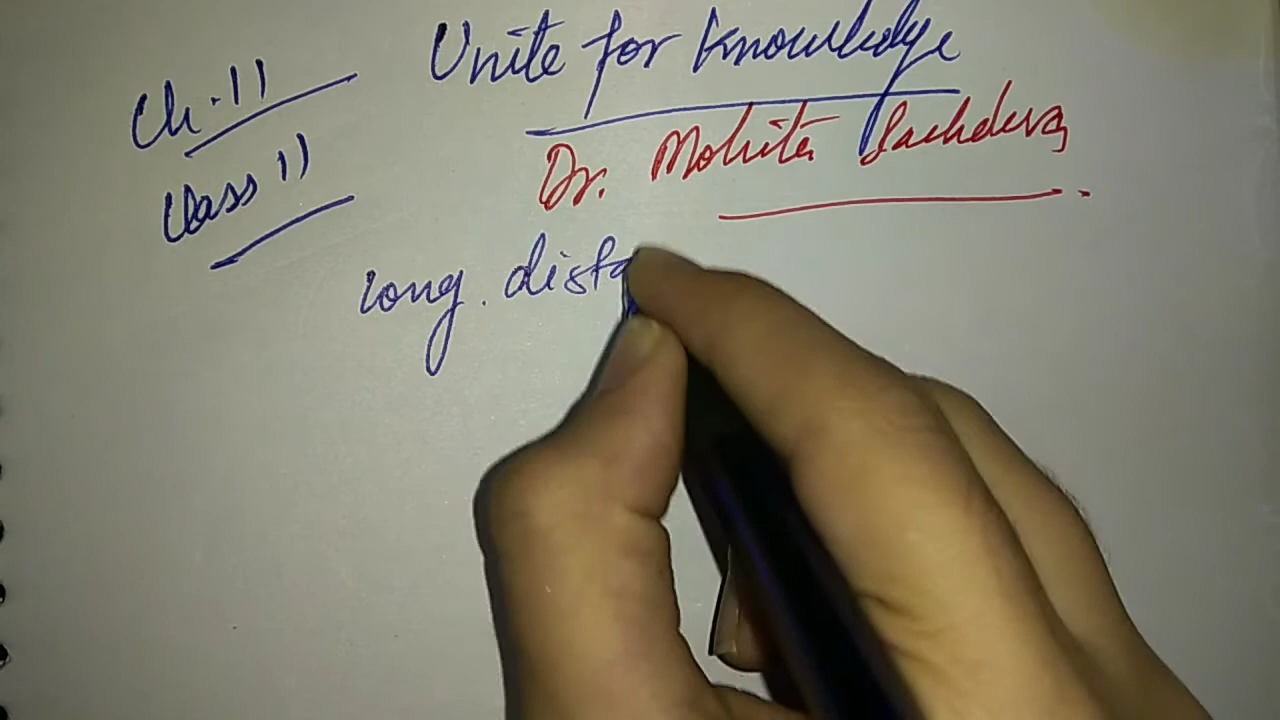 Unite for Knowledge
Ch. 11
Dr. Mohita Sachdeva
Class 11
long. dista